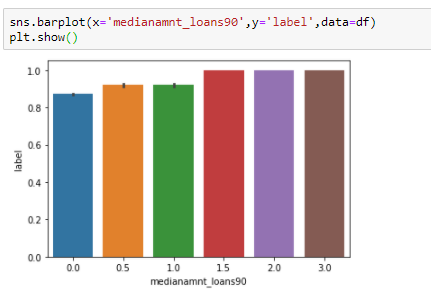 sns.barplot(x='medianamnt_loans90',y='label',data=df)
plt.show()
1.0
0.8
0.6
0.4
0.2
0.0
label
0.0 0.5 1.0 1.5 2.0 3.0
medianamnt_loans90